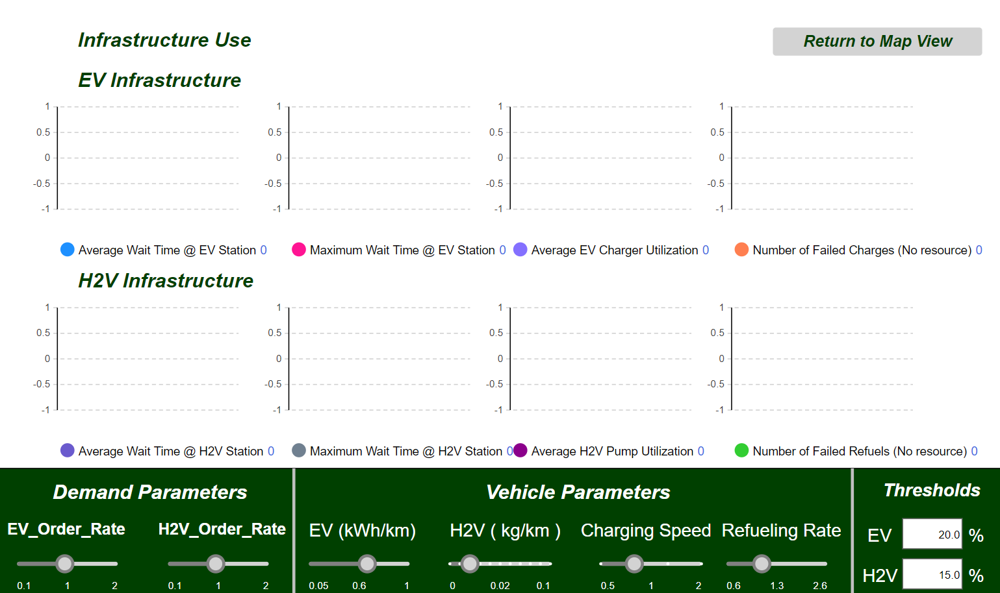 Infrastructure Use
Return to Map View
EV Infrastructure
1 1 1 1
0.5 0.5 0.5 0.5
0 0 0 0
-0.5 -0.5 -0.5 -0.5
-1 -1 -1 -1
Average Wait Time @ EV Station 0 Maximum Wait Time @ EV Station 0 Average EV Charger Utilization 0 Number of Failed Charges (No resource) 0
H2V Infrastructure
1 1 1 1
0.5 0.5 0.5 0.5
0 0 0 0
-0.5 -0.5 -0.5 -0.5
-1 -1 -1 -1
Average Wait Time @ H2V Station 0 Maximum Wait Time @ H2V Station 0 Average H2V Pump Utilization 0 Number of Failed Refuels (No resource) 0
Demand Parameters
EV_Order_Rate H2V_Order_Rate
0.1 1 2 0.1 1 2
Vehicle Parameters
EV (kWh/km) H2V ( kg/km ) Charging Speed Refueling Rate
0.05 0.6 1 0 0.02 0.1 0.5 1 2 0.6 1.3 2.6
Thresholds
EV 20.0 %
H2V 15.0 %